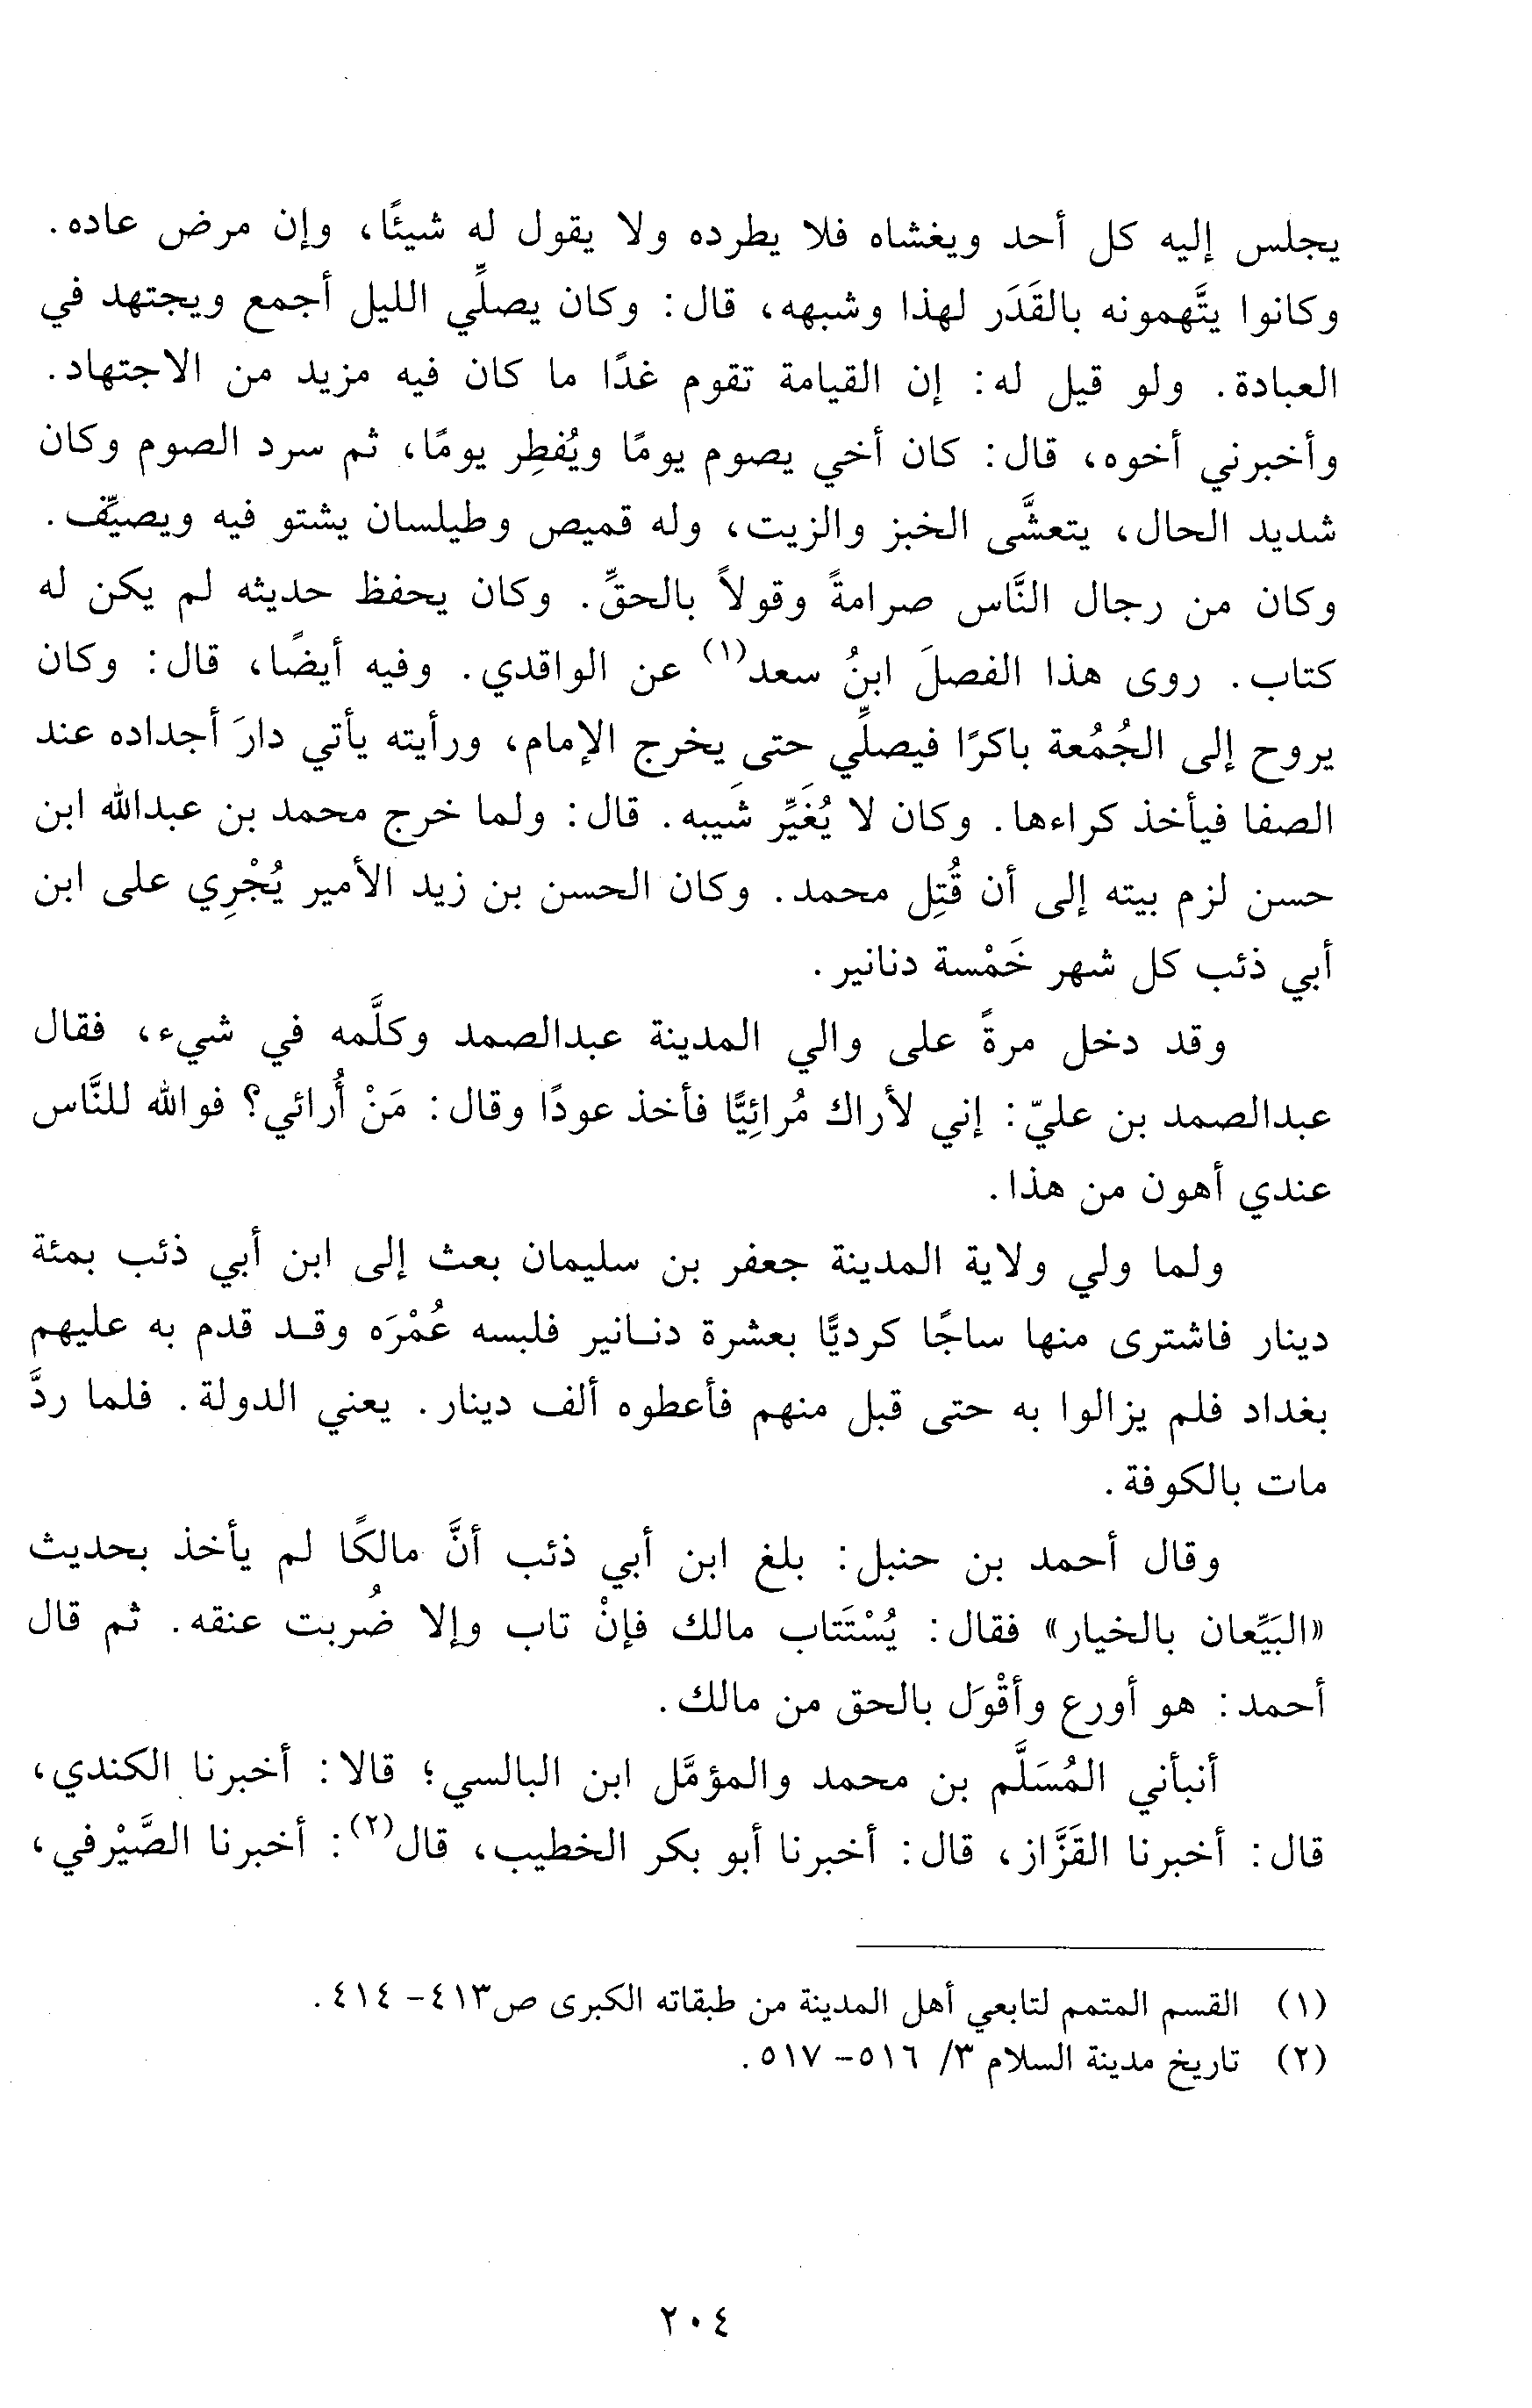 يجلس إليه كل أحد ويغشاه فلا يطرده ولا يقول له شيئًا، وإن مرض عاده.
وكانوا يتَّهمونه بالقَدَر لهذا وشبهه، قال: وكان يصلِّي الليل أجمع ويجتهد في
العبادة. ولو قيل له: إن القيامة تقوم غدًا ما كان فيه مزيد من الاجتهاد.
وأخبرني أخوه، قال: كان أخي يصوم يومًا ويُفطِر يومًا، ثم سرد الصوم وكان
شديد الحال، يتعشَّى الخبز والزيت، وله قميص وطيلسان يشتو فيه ويصيِّف.
وكان من رجال النَّاس صرامةً وقولاً بالحقِّ. وكان يحفظ حديثه لم يكن له
كتاب. روى هذا الفصلَ ابنُ سعد(١) عن الواقدي. وفيه أيضًا، قال: وكان
يروح إلى الجُمُعة باكرًا فيصلِّي حتى يخرج الإمام، ورأيته يأتي دارَ أجداده عند
الصفا فيأخذ كراءها. وكان لا يُغَيِّر شَيبه. قال: ولما خرج محمد بن عبدالله ابن
حسن لزم بيته إلى أن قُتِل محمد. وكان الحسن بن زيد الأمير يُجْرِي على ابن
أبي ذئب كل شهر خَمْسة دنانير.
وقد دخل مرةً على والي المدينة عبدالصمد وكلَّمه في شيء، فقال
عبدالصمد بن عليّ: إني لأراك مُرائِيًّا فأخذ عودًا وقال: مَنْ أُرائي؟ فوالله للنَّاس
عندي أهون من هذا.
ولما ولي ولاية المدينة جعفر بن سليمان بعث إلى ابن أبي ذئب بمئة
دينار فاشترى منها ساجًا كرديًّا بعشرة دنانير فلبسه عُمْرَه وقد قدم به عليهم
بغداد فلم يزالوا به حتى قبل منهم فأعطوه ألف دينار. يعني الدولة. فلما ردَّ
مات بالكوفة.
وقال أحمد بن حنبل: بلغ ابن أبي ذئب أنَّ مالكًا لم يأخذ بحديث
«البَيِّعان بالخيار» فقال: يُسْتَتاب مالك فإنْ تاب وإلا ضُربت عنقه. ثم قال
أحمد: هو أورع وأقْوَل بالحق من مالك.
أنبأني المُسَلَّم بن محمد والمؤمَّل ابن البالسي؛ قالا: أخبرنا الكندي،
قال: أخبرنا القَزَّاز، قال: أخبرنا أبو بكر الخطيب، قال(٢): أخبرنا الصَّيْرفي،
(١) القسم المتمم لتابعي أهل المدينة من طبقاته الكبرى ص٤١٣- ٤١٤.
(٢) تاريخ مدينة السلام ٣/ ٥١٦- ٥١٧.
٢٠٤